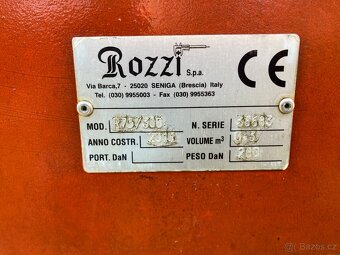 Rozzi S.p.a.
CE
Via Barca,7 - 25020 SENIGA (Brescia) Italy
Tel. (030) 9955003 - Fax (030) 9955363
MOD. N. SERIE
ANNO COSTR. VOLUME m³
PORT. DaN PESO DaN
Bazoš.cz